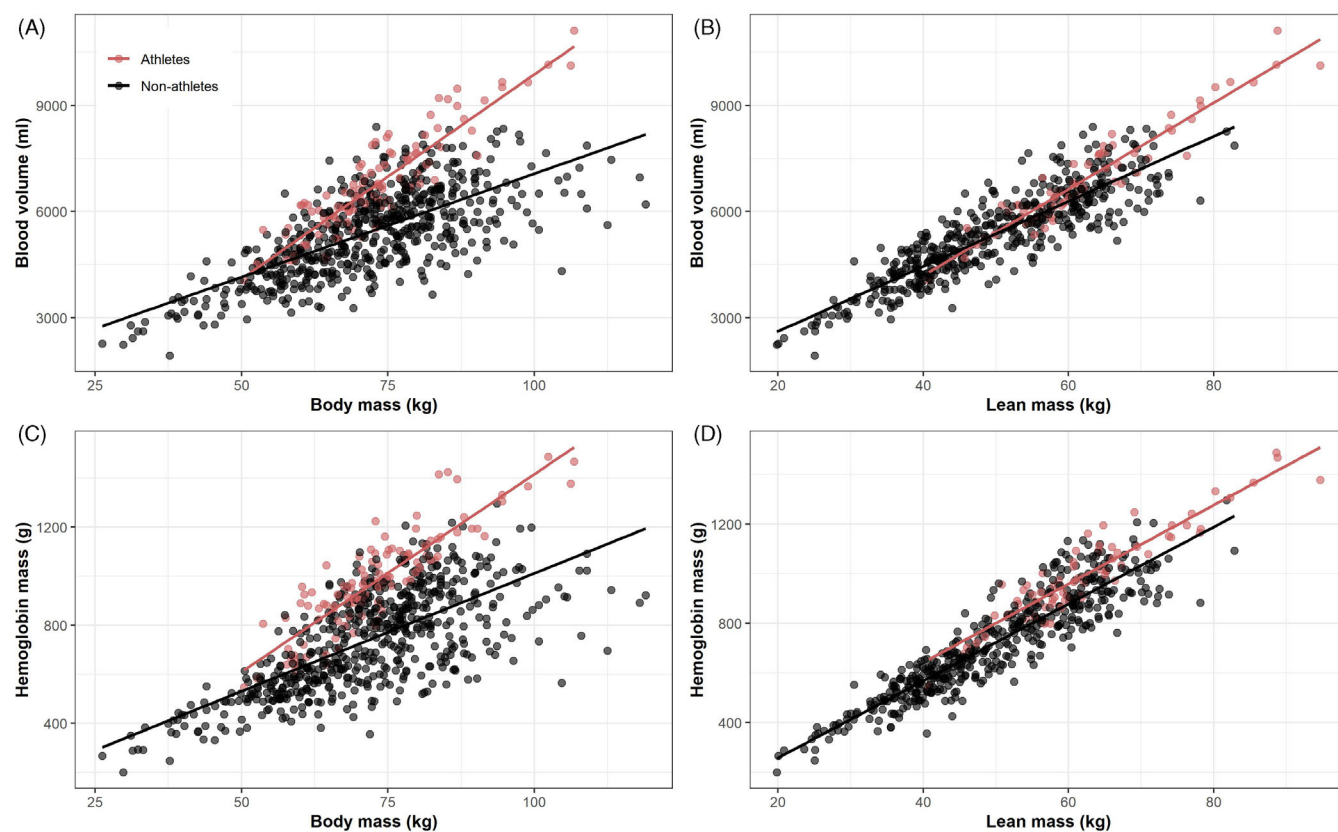 (A)
Athletes
Non-athletes
9000
6000
3000
25 50 75 100
Blood volume (ml)
Body mass (kg)
(B)
9000
6000
3000
20 40 60 80
Blood volume (ml)
Lean mass (kg)
(C)
1200
800
400
25 50 75 100
Hemoglobin mass (g)
Body mass (kg)
(D)
1200
800
400
20 40 60 80
Hemoglobin mass (g)
Lean mass (kg)